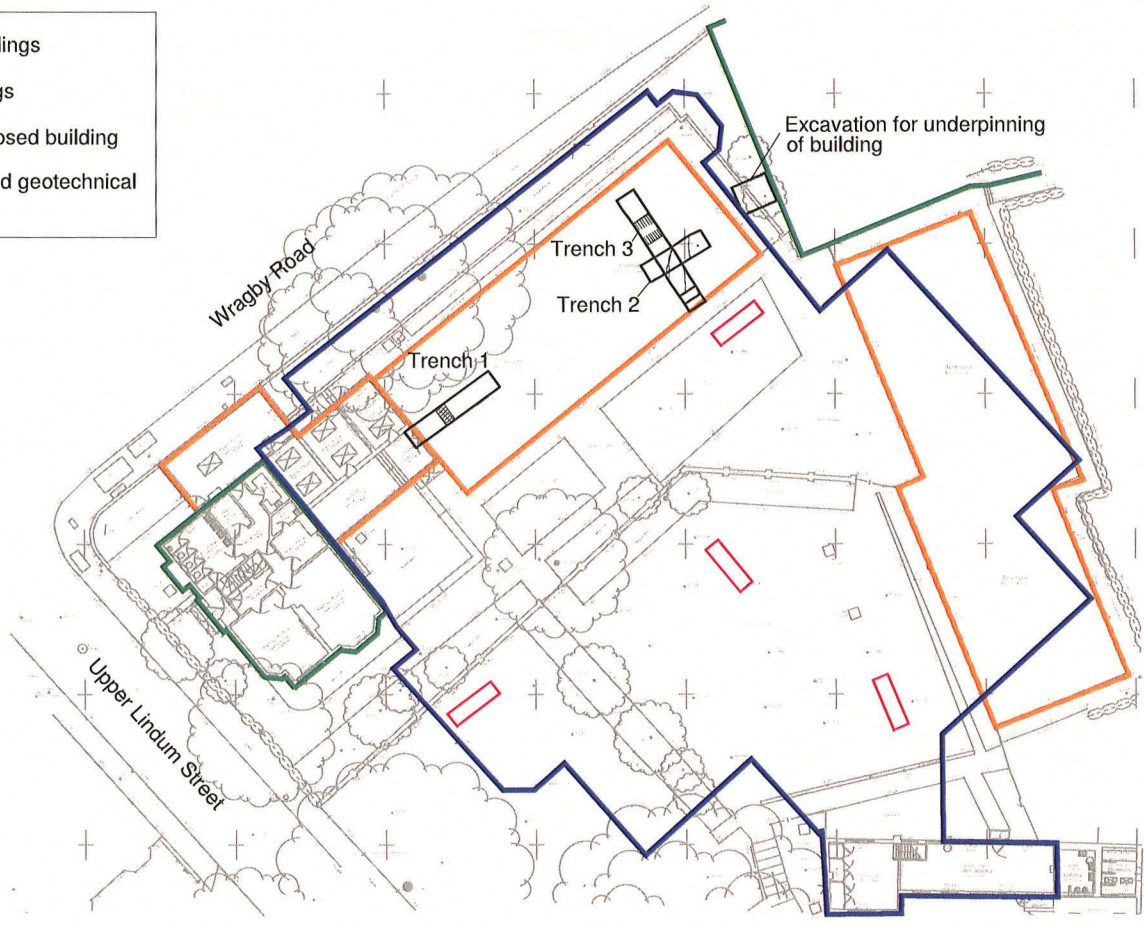 lings
gs
osed building
d geotechnical
Excavation for underpinning
of building
Wragby Road
Trench 3
Trench 2
Trench 1
Upper Lindum Street